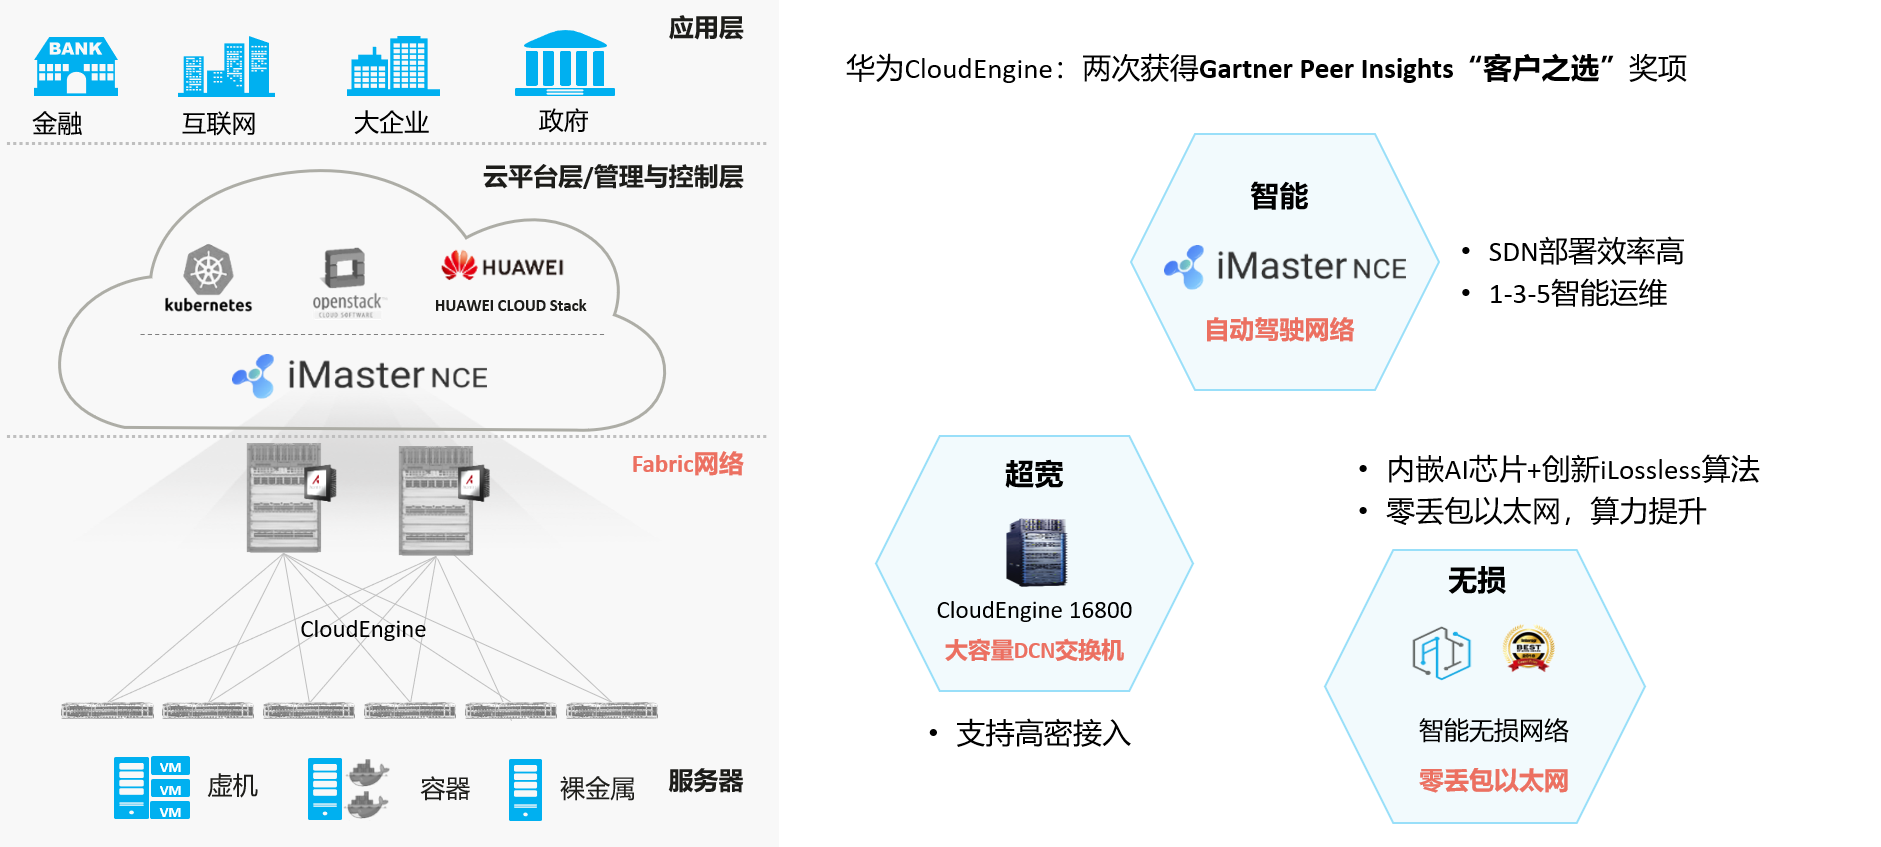 应用层
BANK
金融
互联网
大企业
政府
云平台层/管理与控制层
kubernetes
openstack
CLOUD SOFTWARE
HUAWEI
HUAWEI CLOUD Stack
iMaster NCE
Fabric网络
CloudEngine
VM
VM
VM
虚机
容器
裸金属
服务器
华为CloudEngine：两次获得Gartner Peer Insights“客户之选”奖项
智能
iMaster NCE
自动驾驶网络
• SDN部署效率高
• 1-3-5智能运维
超宽
CloudEngine 16800
大容量DCN交换机
• 支持高密接入
• 内嵌AI芯片+创新iLossless算法
• 零丢包以太网，算力提升
无损
AI
BEST
智能无损网络
零丢包以太网